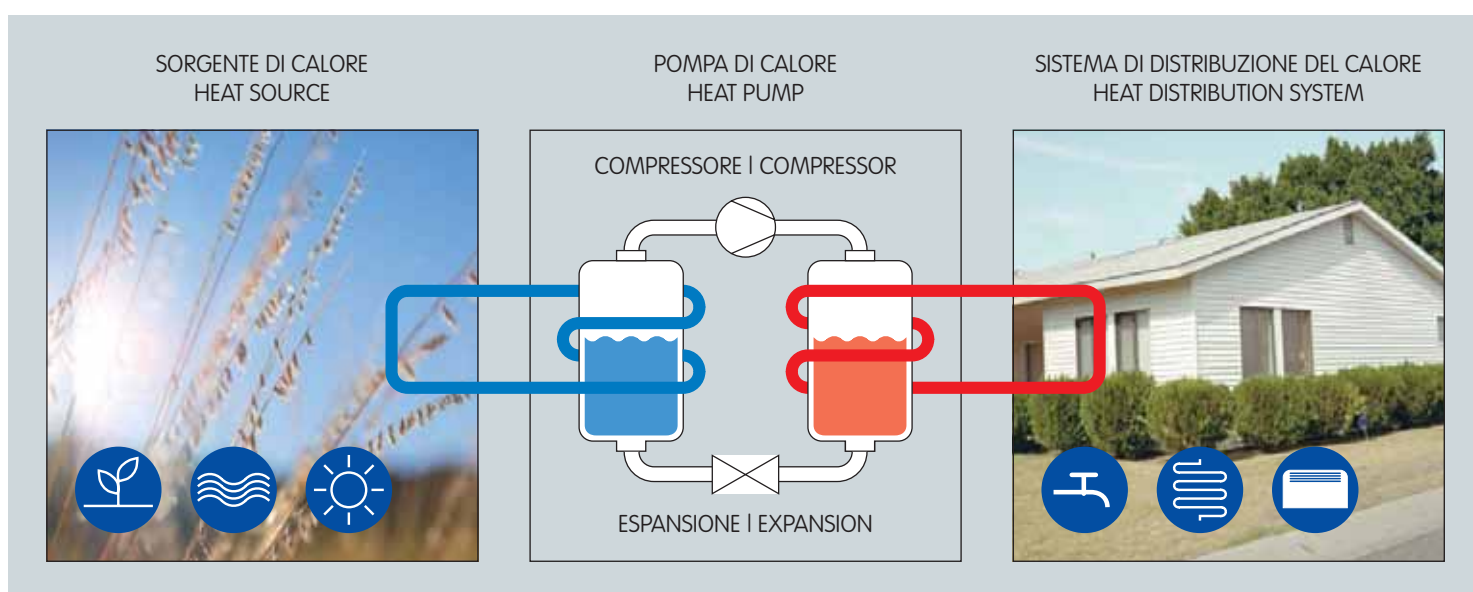 SORGENTE DI CALORE
HEAT SOURCE
POMPA DI CALORE
HEAT PUMP
SISTEMA DI DISTRIBUZIONE DEL CALORE
HEAT DISTRIBUTION SYSTEM
COMPRESSORE | COMPRESSOR
ESPANSIONE | EXPANSION